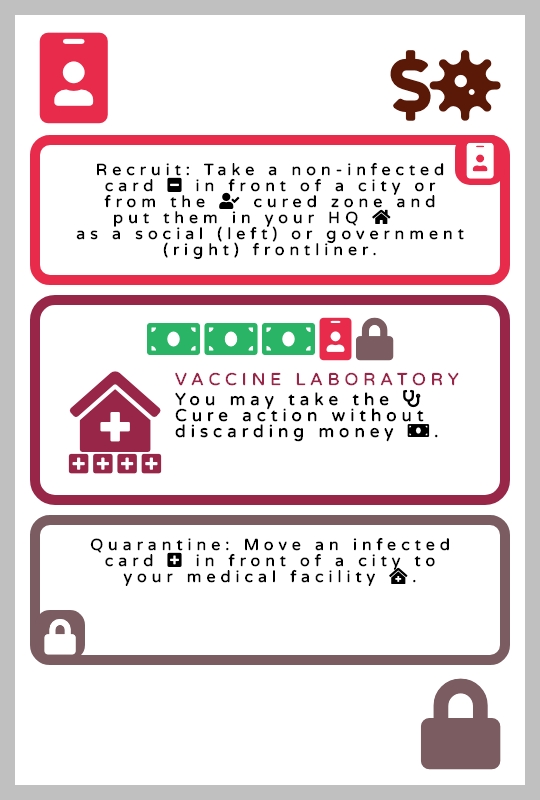 $
Recruit: Take a non-infected
card in front of a city or
from the cured zone and
put them in your HQ
as a social (left) or government
(right) frontliner.
VACCINE LABORATORY
You may take the
Cure action without
discarding money .
Quarantine: Move an infected
card in front of a city to
your medical facility .